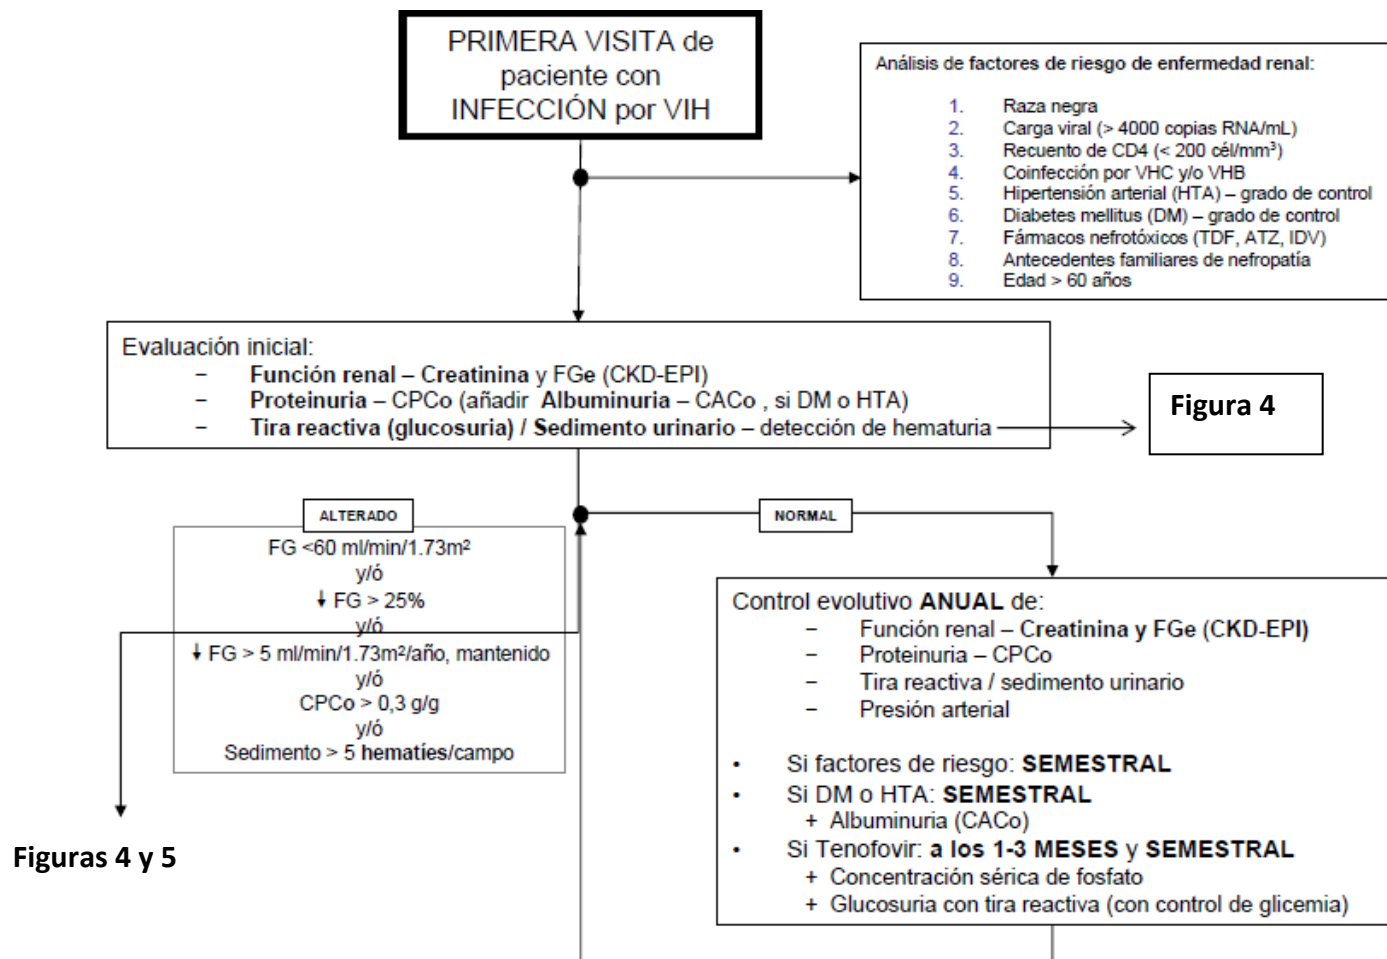 PRIMERA VISITA de
paciente con
INFECCIÓN por VIH
Análisis de factores de riesgo de enfermedad renal:
1. Raza negra
2. Carga viral (> 4000 copias RNA/mL)
3. Recuento de CD4 (< 200 cél/mm³)
4. Coinfección por VHC y/o VHB
5. Hipertensión arterial (HTA) – grado de control
6. Diabetes mellitus (DM) – grado de control
7. Fármacos nefrotóxicos (TDF, ATZ, IDV)
8. Antecedentes familiares de nefropatía
9. Edad > 60 años
Evaluación inicial:
– Función renal – Creatinina y FGe (CKD-EPI)
– Proteinuria – CPCo (añadir Albuminuria – CACo , si DM o HTA)
– Tira reactiva (glucosuria) / Sedimento urinario – detección de hematuria
Figura 4
ALTERADO
FG <60 ml/min/1.73m²
y/ó
↓ FG > 25%
y/ó
↓ FG > 5 ml/min/1.73m²/año, mantenido
y/ó
CPCo > 0,3 g/g
y/ó
Sedimento > 5 hematíes/campo
Figuras 4 y 5
NORMAL
Control evolutivo ANUAL de:
– Función renal – Creatinina y FGe (CKD-EPI)
– Proteinuria – CPCo
– Tira reactiva / sedimento urinario
– Presión arterial
• Si factores de riesgo: SEMESTRAL
• Si DM o HTA: SEMESTRAL
+ Albuminuria (CACo)
• Si Tenofovir: a los 1-3 MESES y SEMESTRAL
+ Concentración sérica de fosfato
+ Glucosuria con tira reactiva (con control de glicemia)